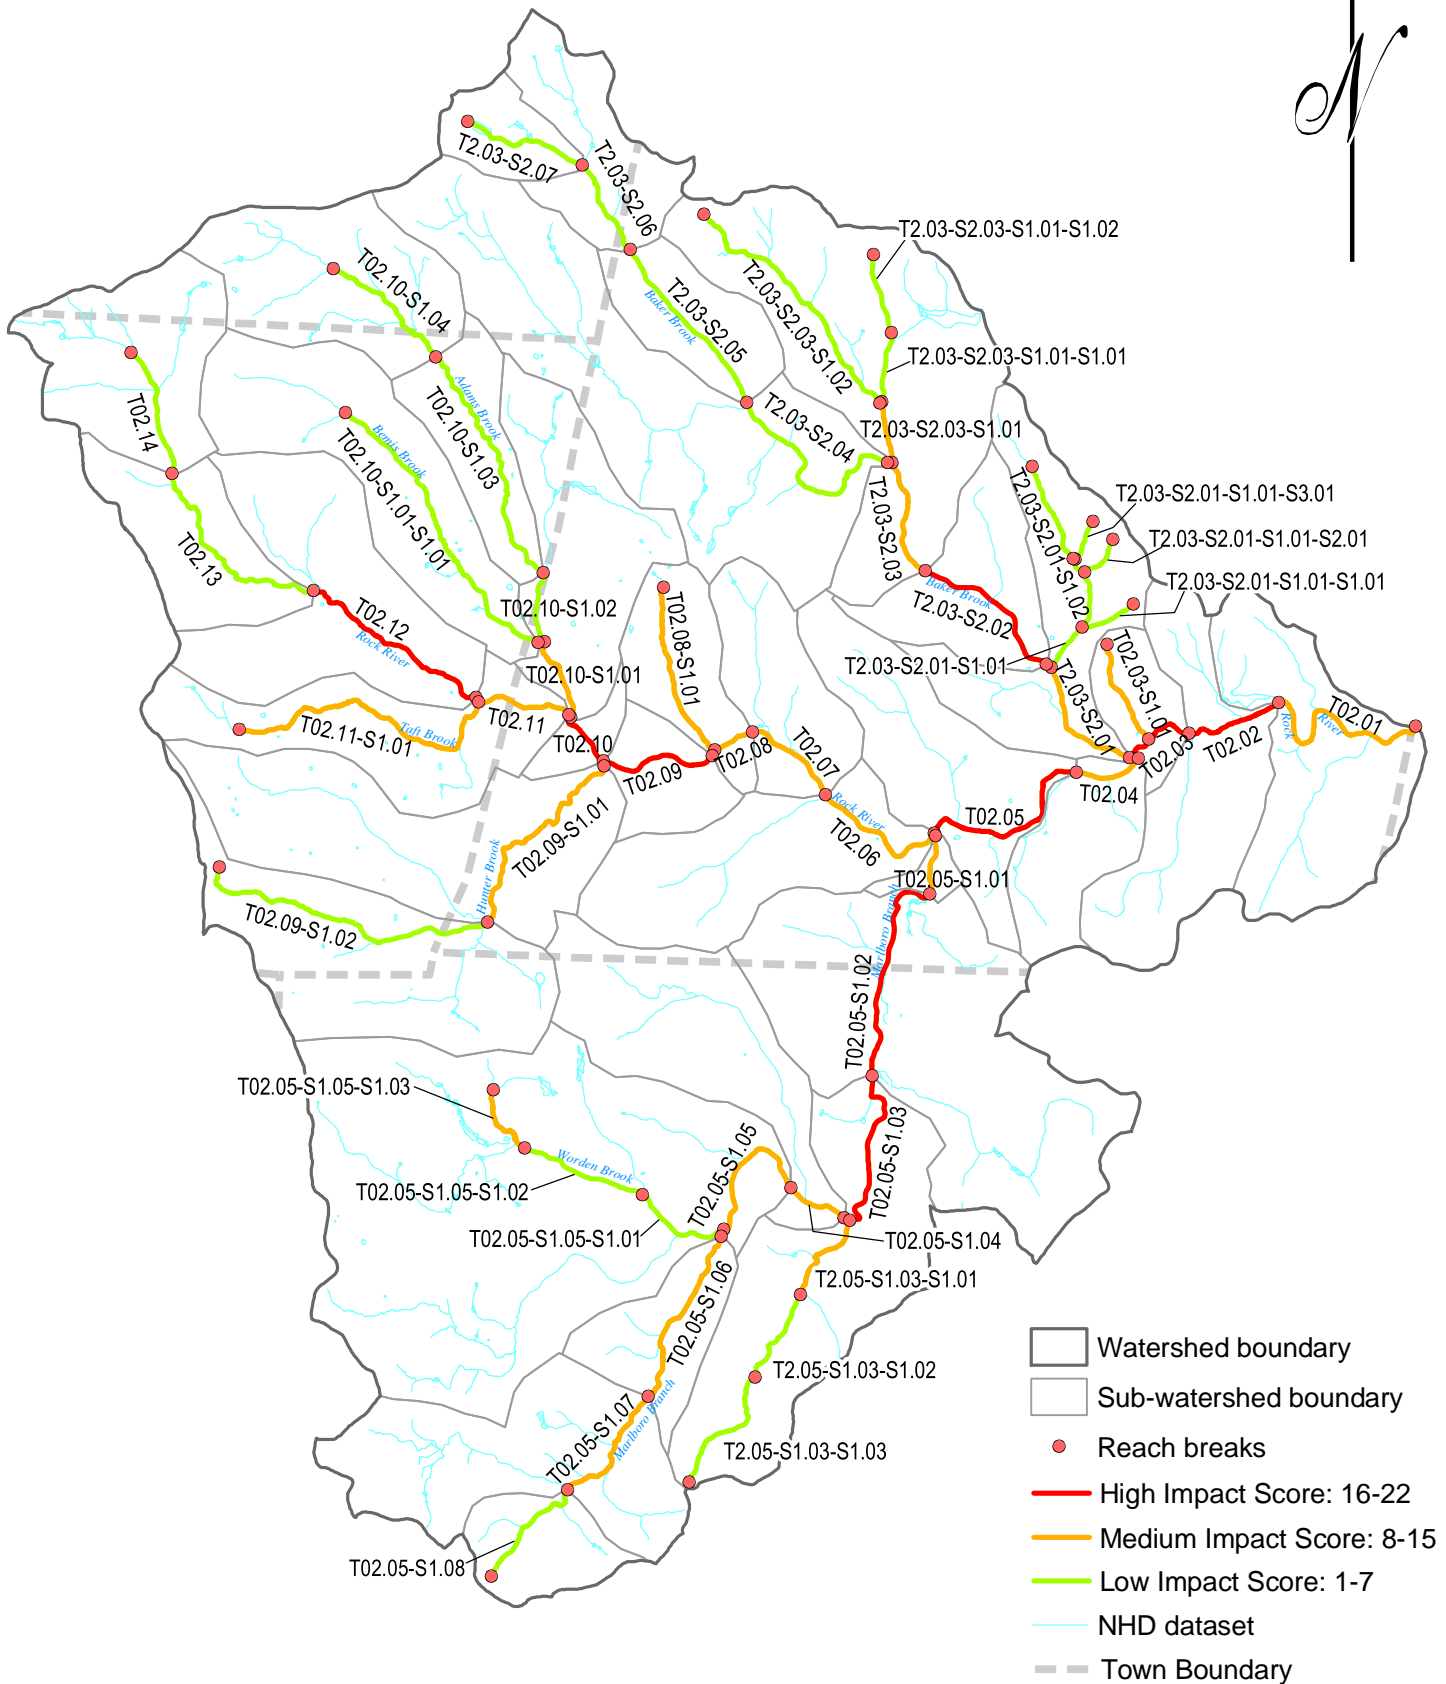 N
T2.03-S2.07
T2.03-S2.06
T2.03-S2.03-S1.01-S1.02
T02.10-S1.04
T2.03-S2.03-S1.02
Baker Brook
T2.03-S2.05
T2.03-S2.03-S1.01-S1.01
T02.14
Adams Brook
T02.10-S1.03
Bemis Brook
T02.10-S1.01-S1.01
T2.03-S2.04
T2.03-S2.03-S1.01
T2.03-S2.03
T2.03-S2.01-S1.02
T2.03-S2.01-S1.01-S3.01
T2.03-S2.01-S1.01-S2.01
T2.03-S2.01-S1.01-S1.01
T02.13
T02.12
Rock River
T02.10-S1.02
T02.10-S1.01
T02.08-S1.01
Baker Brook
T2.03-S2.02
T2.03-S2.01-S1.01
T2.03-S2.01
T02.03-S1.01
T02.11
T02.11-S1.01
Taft Brook
T02.10
T02.09
T02.08
T02.07
Rock River
T02.06
T02.05
T02.04
T02.03
T02.02
Rock River
T02.01
T02.09-S1.01
Hunter Brook
T02.09-S1.02
T02.05-S1.01
Marlboro Branch
T02.05-S1.02
T02.05-S1.03
T02.05-S1.05-S1.03
Worden Brook
T02.05-S1.05-S1.02
T02.05-S1.05-S1.01
T02.05-S1.05
T02.05-S1.04
T2.05-S1.03-S1.01
T02.05-S1.06
T2.05-S1.03-S1.02
T02.05-S1.07
Marlboro Branch
T2.05-S1.03-S1.03
T02.05-S1.08
Watershed boundary
Sub-watershed boundary
Reach breaks
High Impact Score: 16-22
Medium Impact Score: 8-15
Low Impact Score: 1-7
NHD dataset
Town Boundary